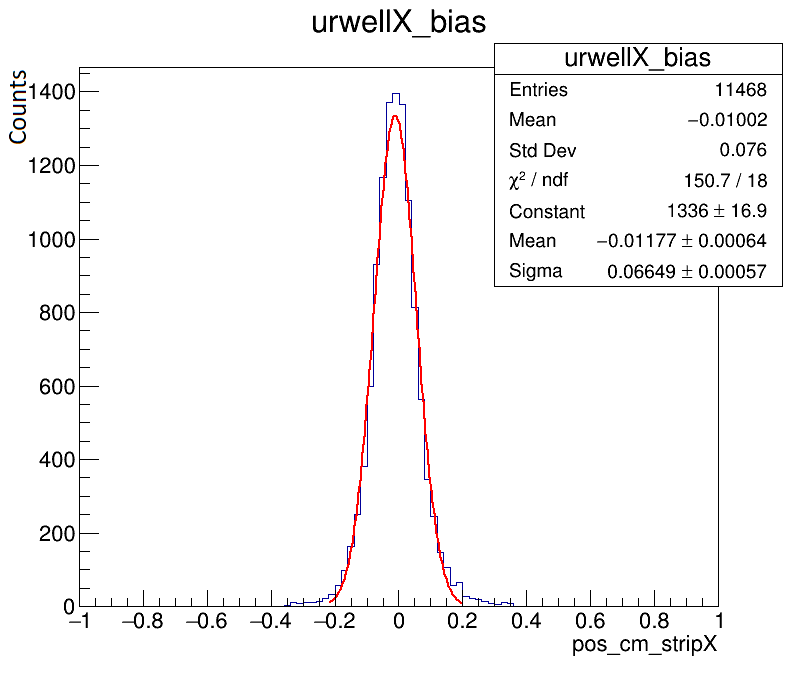 urwellX_bias
urwellX_bias
Entries 11468
Mean −0.01002
Std Dev 0.076
χ² / ndf 150.7 / 18
Constant 1336 ± 16.9
Mean −0.01177 ± 0.00064
Sigma 0.06649 ± 0.00057
Counts
1400
1200
1000
800
600
400
200
0
−1 −0.8 −0.6 −0.4 −0.2 0 0.2 0.4 0.6 0.8 1
pos_cm_stripX